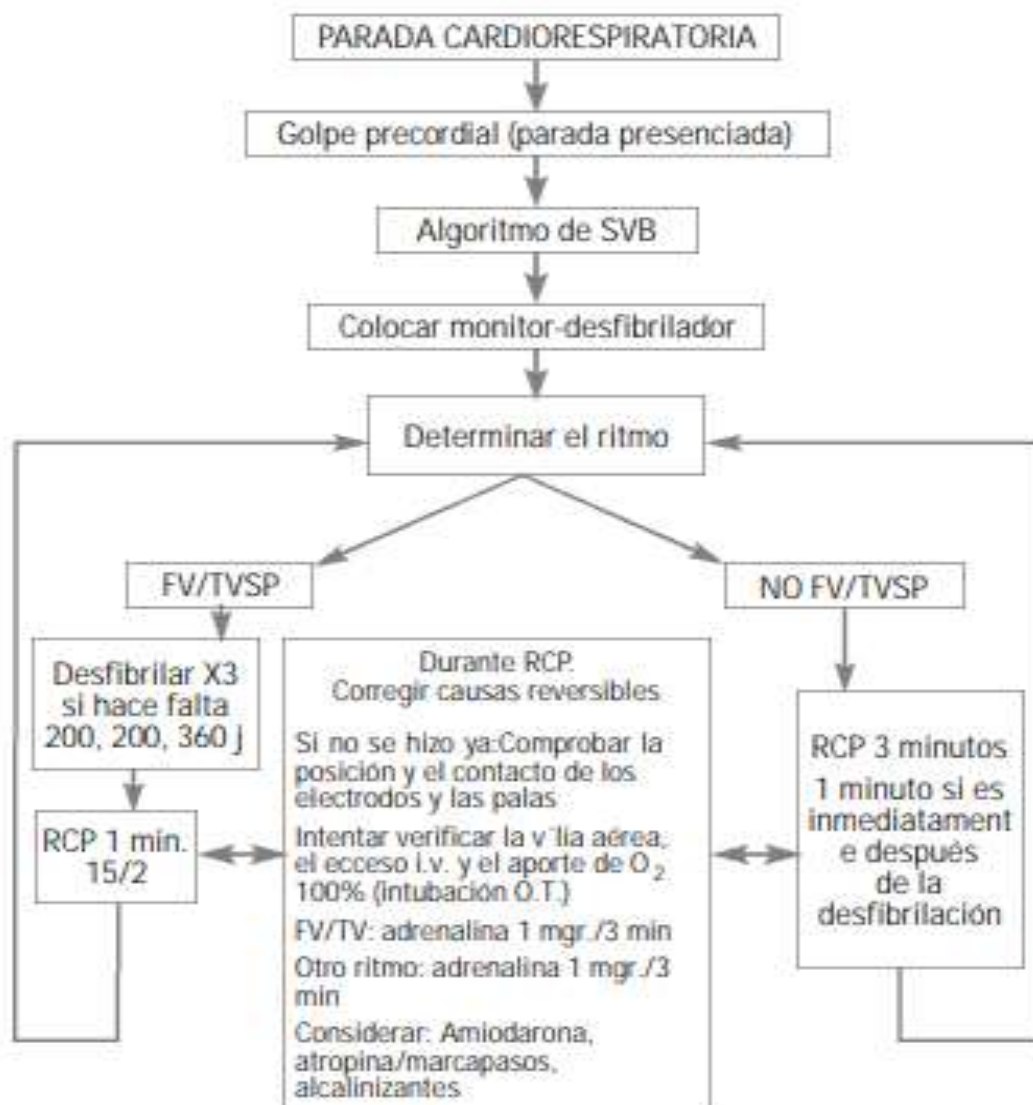 PARADA CARDIORESPIRATORIA
Golpe precordial (parada presenciada)
Algoritmo de SVB
Colocar monitor-desfibrilador
Determinar el ritmo
FV/TVSP
NO FV/TVSP
Desfibrilar X3
si hace falta
200, 200, 360 j
RCP 1 min.
15/2
Durante RCP.
Corregir causas reversibles
Si no se hizo ya:Comprobar la
posición y el contacto de los
electrodos y las palas
Intentar verificar la v´lia aérea,
el ecceso i.v. y el aporte de O2
100% (intubación O.T.)
FV/TV: adrenalina 1 mgr./3 min
Otro ritmo: adrenalina 1 mgr./3
min
Considerar: Amiodarona,
atropina/marcapasos,
alcalinizantes
RCP 3 minutos
1 minuto si es
inmediatament
e después
de la
desfibrilación